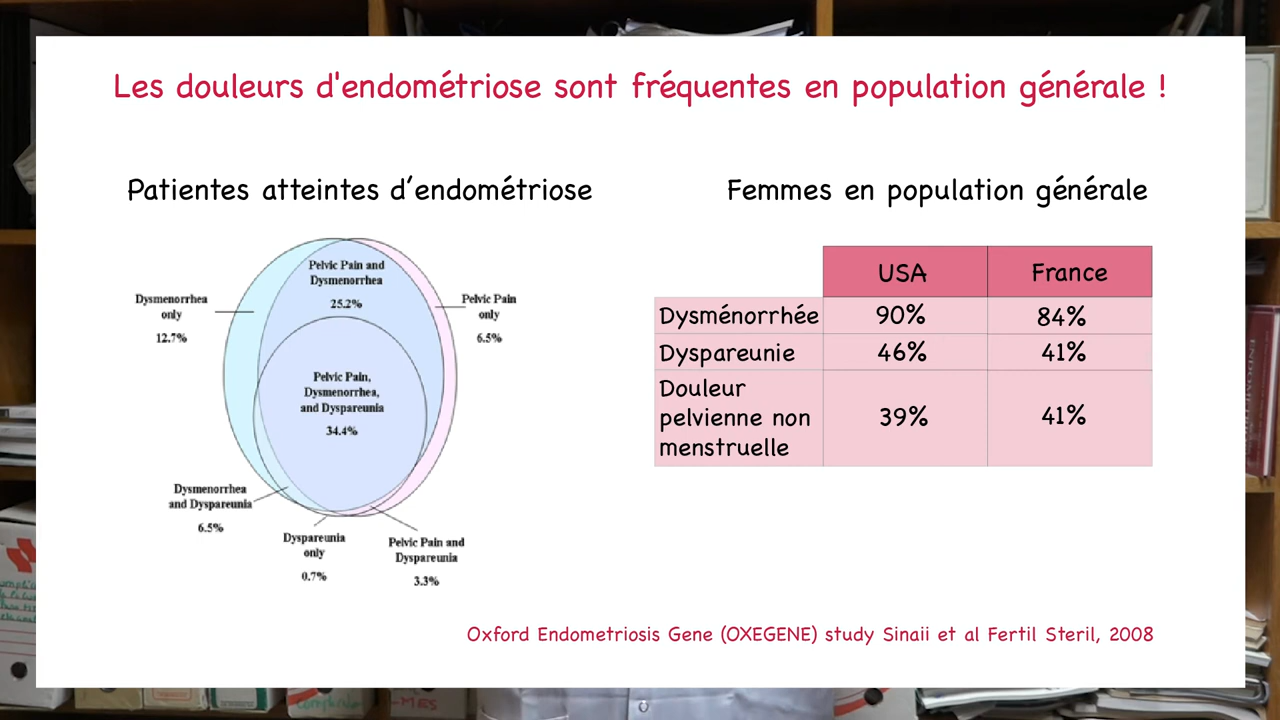 Les douleurs d'endométriose sont fréquentes en population générale !
Patientes atteintes d'endométriose
Pelvic Pain and
Dysmenorrhea
25.2%
Dysmenorrhea
only
12.7%
Pelvic Pain
only
6.5%
Pelvic Pain,
Dysmenorrhea,
and Dyspareunia
34.4%
Dysmenorrhea
and Dyspareunia
6.5%
Dyspareunia
only
0.7%
Pelvic Pain and
Dyspareunia
3.3%
Femmes en population générale
USA France
Dysménorrhée 90% 84%
Dyspareunie 46% 41%
Douleur
pelvienne non 39% 41%
menstruelle
Oxford Endometriosis Gene (OXEGENE) study Sinaii et al Fertil Steril, 2008